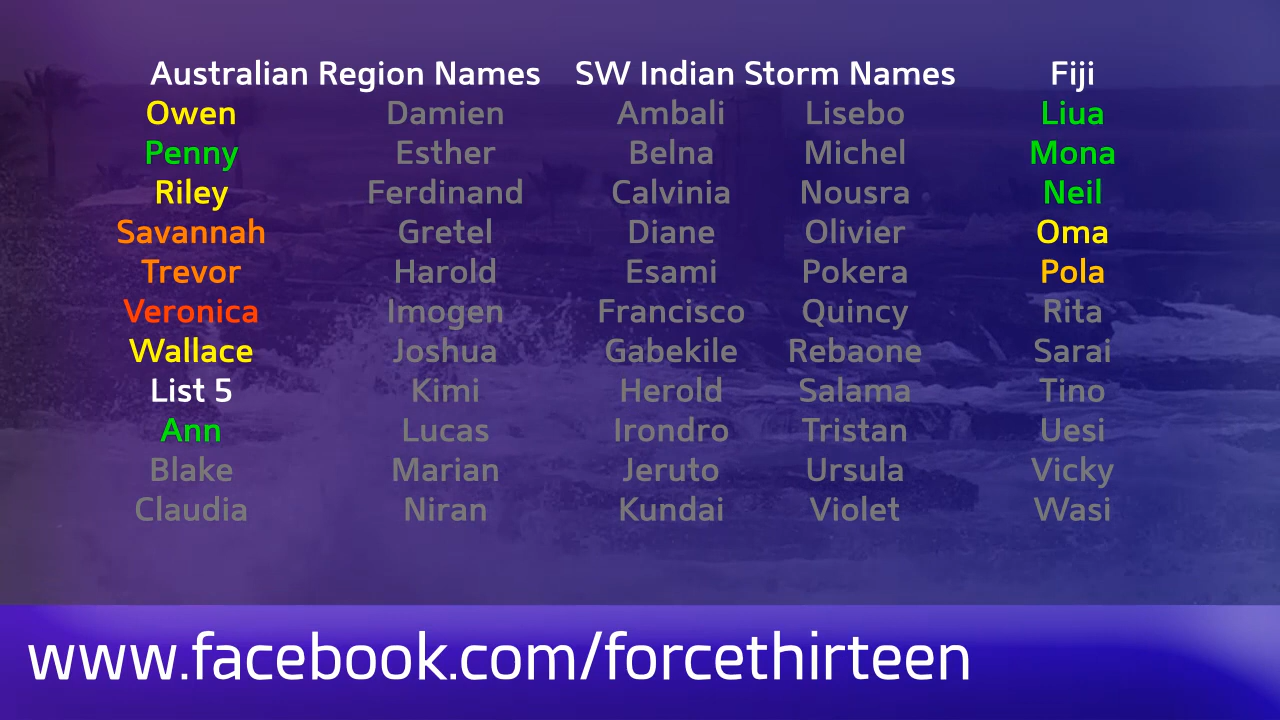 Australian Region Names SW Indian Storm Names Fiji
Owen Damien Ambali Lisebo Liua
Penny Esther Belna Michel Mona
Riley Ferdinand Calvinia Nousra Neil
Savannah Gretel Diane Olivier Oma
Trevor Harold Esami Pokera Pola
Veronica Imogen Francisco Quincy Rita
Wallace Joshua Gabekile Rebaone Sarai
List 5 Kimi Herold Salama Tino
Ann Lucas Irondro Tristan Uesi
Blake Marian Jeruto Ursula Vicky
Claudia Niran Kundai Violet Wasi
www.facebook.com/forcethirteen